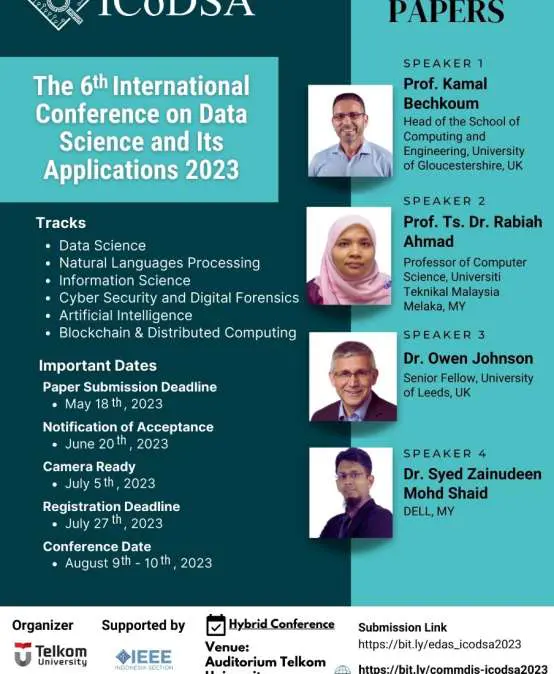 ICoDSA
PAPERS
The 6th International
Conference on Data
Science and Its
Applications 2023
Tracks
• Data Science
• Natural Languages Processing
• Information Science
• Cyber Security and Digital Forensics
• Artificial Intelligence
• Blockchain & Distributed Computing
Important Dates
Paper Submission Deadline
• May 18th, 2023
Notification of Acceptance
• June 20th, 2023
Camera Ready
• July 5th, 2023
Registration Deadline
• July 27th, 2023
Conference Date
• August 9th - 10th, 2023
SPEAKER 1
Prof. Kamal
Bechkoum
Head of the School of
Computing and
Engineering, University
of Gloucestershire, UK
SPEAKER 2
Prof. Ts. Dr. Rabiah
Ahmad
Professor of Computer
Science, Universiti
Teknikal Malaysia
Melaka, MY
SPEAKER 3
Dr. Owen Johnson
Senior Fellow, University
of Leeds, UK
SPEAKER 4
Dr. Syed Zainudeen
Mohd Shaid
DELL, MY
Organizer
Telkom
University
Supported by
IEEE
INDONESIA SECTION
Hybrid Conference
Venue:
Auditorium Telkom
University
Submission Link
https://bit.ly/edas_icodsa2023
https://bit.ly/commdis-icodsa2023